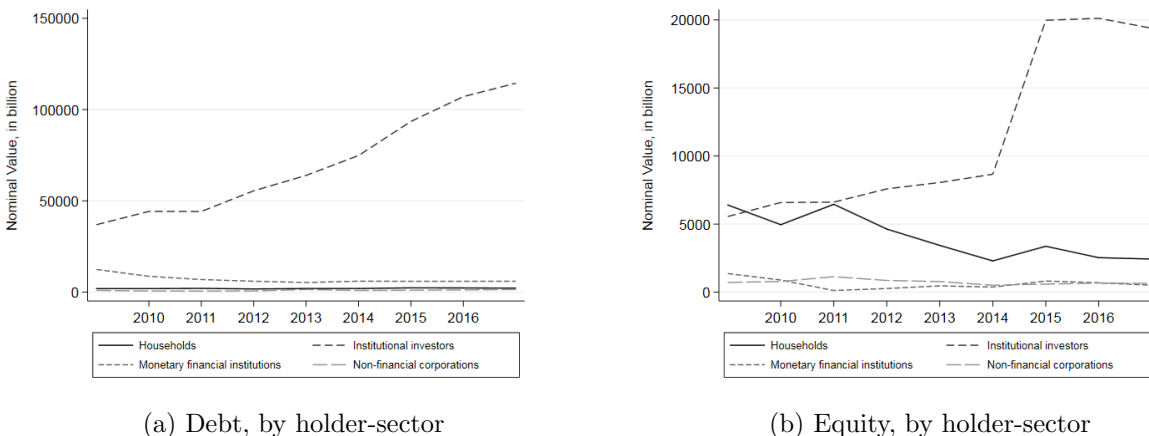 Nominal Value, in billion
150000
100000
50000
0
2010 2011 2012 2013 2014 2015 2016
Households Institutional investors
Monetary financial institutions Non-financial corporations
(a) Debt, by holder-sector
Nominal Value, in billion
20000
15000
10000
5000
0
2010 2011 2012 2013 2014 2015 2016
Households Institutional investors
Monetary financial institutions Non-financial corporations
(b) Equity, by holder-sector